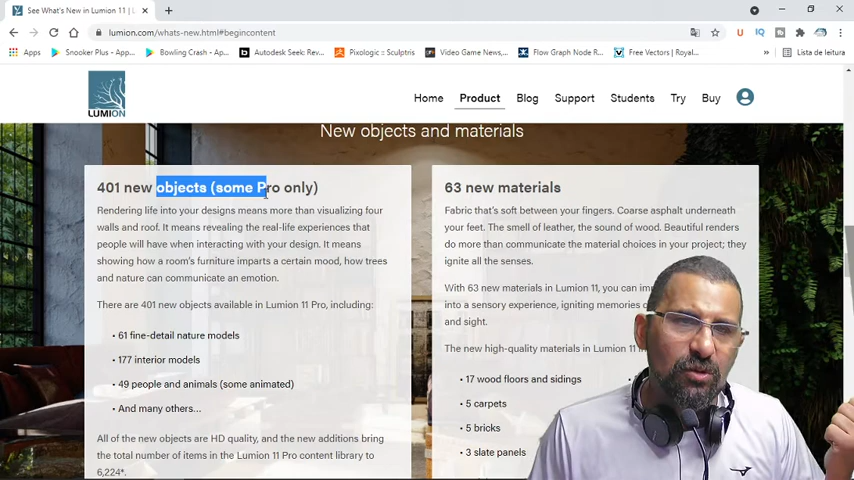 See What's New in Lumion 11 | L
lumion.com/whats-new.html#begincontent
Apps
Snooker Plus - App...
Bowling Crash - Ap...
Autodesk Seek: Rev...
Pixologic :: Sculptris
Video Game News,...
Flow Graph Node R...
Free Vectors | Royal...
»
Lista de leitura
LUMION
Home
Product
Blog
Support
Students
Try
Buy
New objects and materials
401 new objects (some Pro only)
Rendering life into your designs means more than visualizing four
walls and roof. It means revealing the real-life experiences that
people will have when interacting with your design. It means
showing how a room's furniture imparts a certain mood, how trees
and nature can communicate an emotion.
There are 401 new objects available in Lumion 11 Pro, including:
• 61 fine-detail nature models
• 177 interior models
• 49 people and animals (some animated)
• And many others...
All of the new objects are HD quality, and the new additions bring
the total number of items in the Lumion 11 Pro content library to
6,224*.
63 new materials
Fabric that's soft between your fingers. Coarse asphalt underneath
your feet. The smell of leather, the sound of wood. Beautiful renders
do more than communicate the material choices in your project; they
ignite all the senses.
With 63 new materials in Lumion 11, you can
into a sensory experience, igniting memories
and sight.
The new high-quality materials in Lumion 11
• 17 wood floors and sidings
• 5 carpets
• 5 bricks
• 3 slate panels